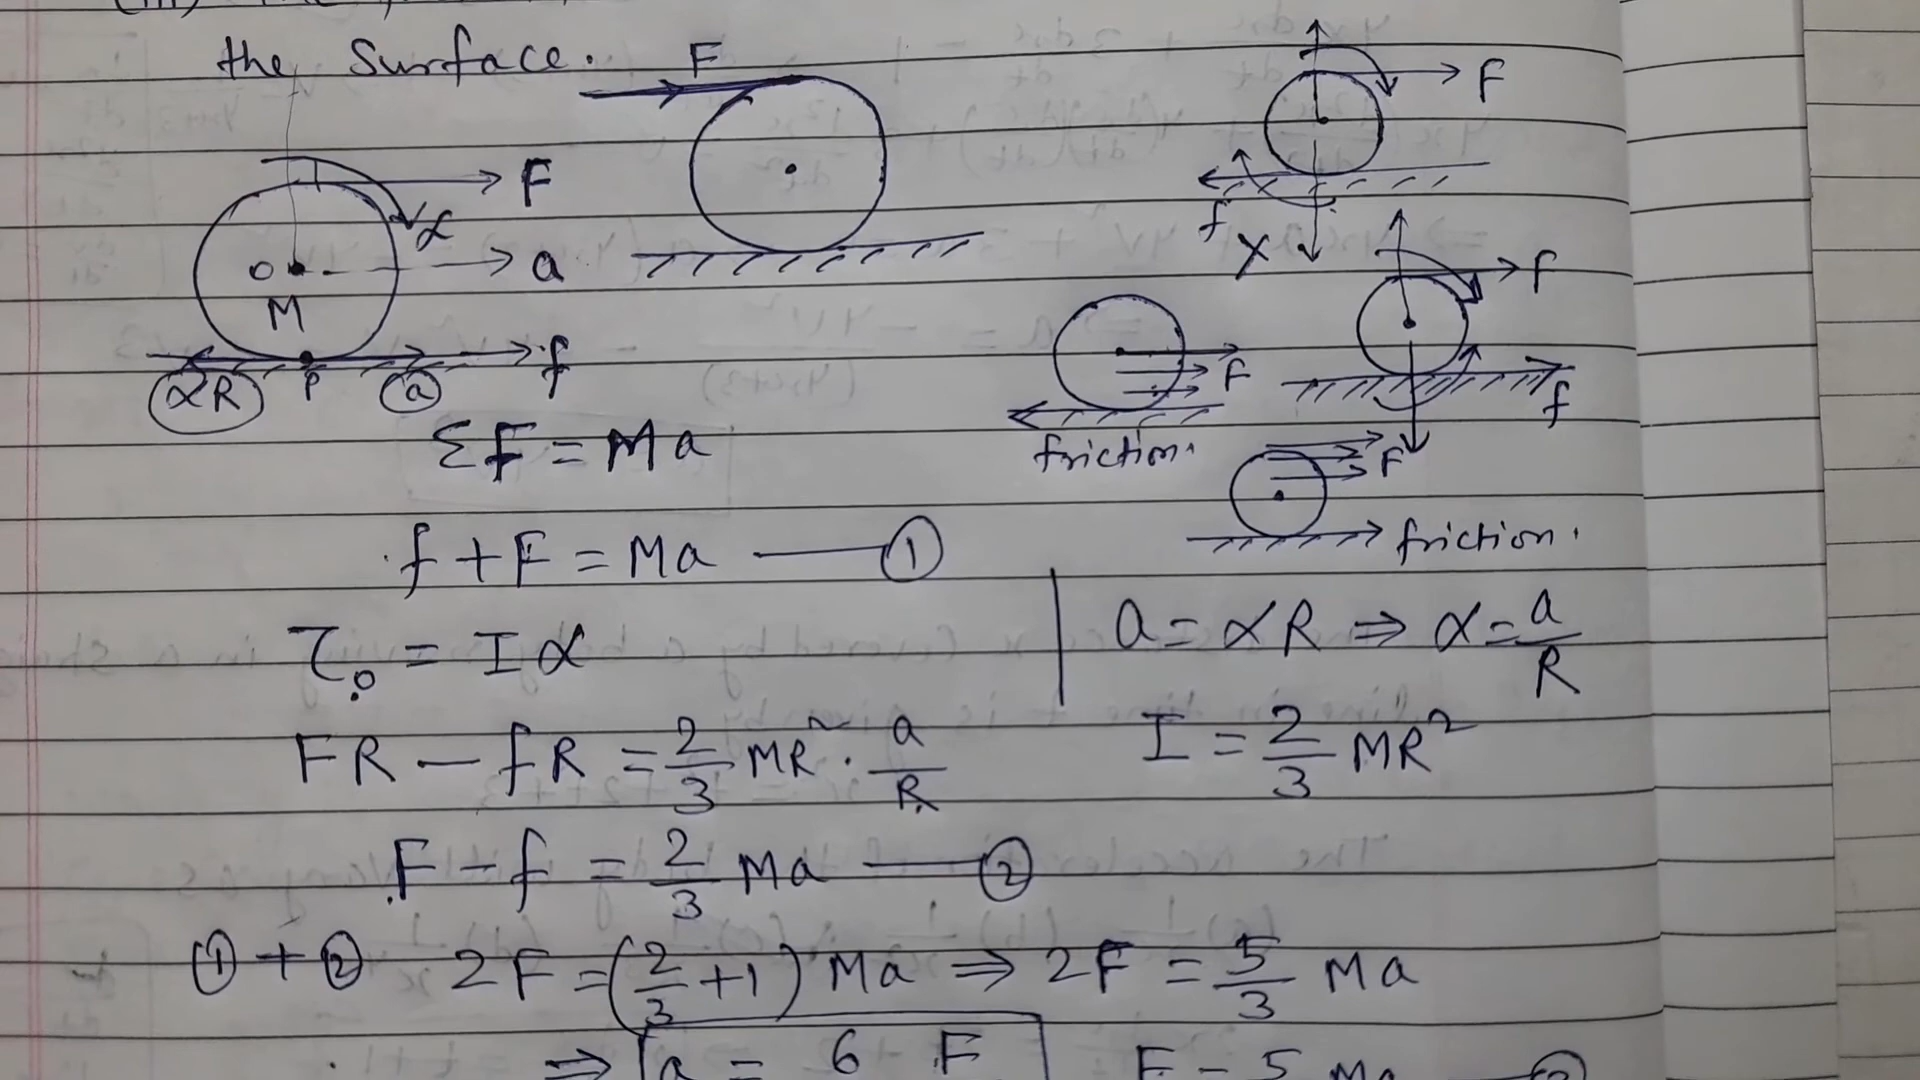 the Surface.
F
F
α
a
O
M
f
αR P a
F
f
X
f
f
F
friction.
F
friction.
ΣF = Ma
f + F = Ma —— ①
τ₀ = Iα
a = αR ⇒ α = a/R
FR - fR = 2/3 MR² · a/R
I = 2/3 MR²
F - f = 2/3 Ma —— ②
① + ② 2F = (2/3 + 1) Ma ⇒ 2F = 5/3 Ma
⇒ a = 6 F